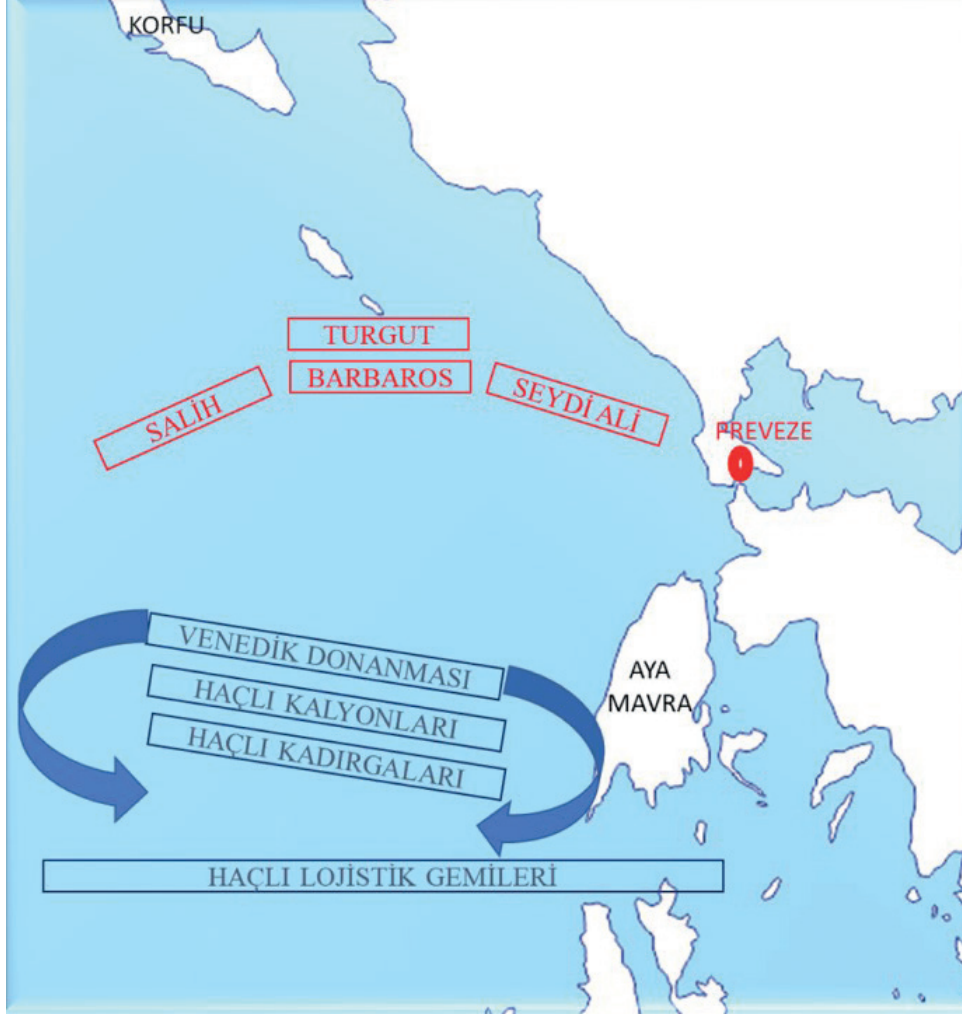 KORFU
TURGUT
BARBAROS
SALİH
SEYDİ ALİ
PREVEZE
VENEDİK DONANMASI
HAÇLI KALYONLARI
HAÇLI KADIRGALARI
AYA
MAVRA
HAÇLI LOJİSTİK GEMİLERİ